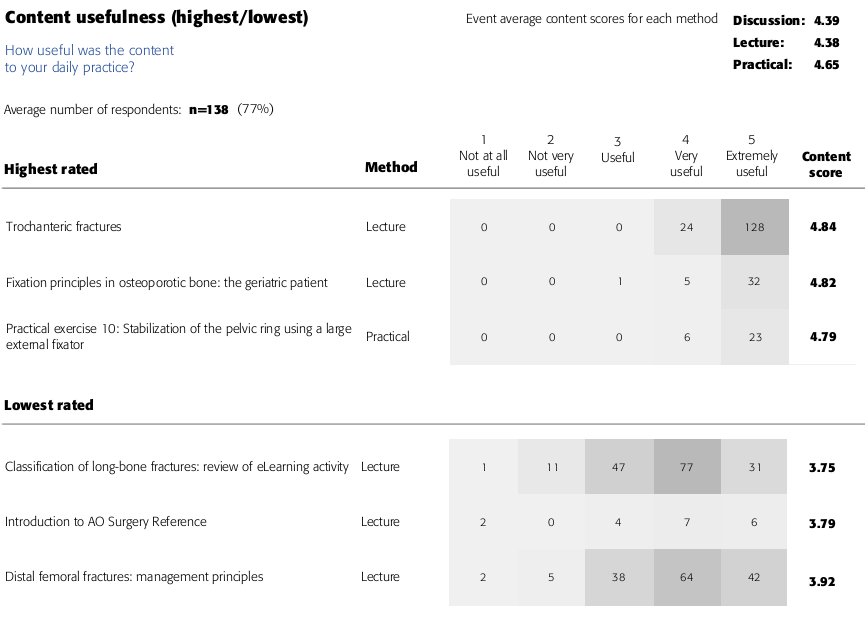 Content usefulness (highest/lowest)
Event average content scores for each method
Discussion: 4.39
Lecture: 4.38
Practical: 4.65
How useful was the content
to your daily practice?
Average number of respondents: n=138 (77%)
Highest rated
Method
1 Not at all useful
2 Not very useful
3 Useful
4 Very useful
5 Extremely useful
Content score
Trochanteric fractures Lecture 0 0 0 24 128 4.84
Fixation principles in osteoporotic bone: the geriatric patient Lecture 0 0 1 5 32 4.82
Practical exercise 10: Stabilization of the pelvic ring using a large
external fixator Practical 0 0 0 6 23 4.79
Lowest rated
Classification of long-bone fractures: review of eLearning activity Lecture 1 11 47 77 31 3.75
Introduction to AO Surgery Reference Lecture 2 0 4 7 6 3.79
Distal femoral fractures: management principles Lecture 2 5 38 64 42 3.92